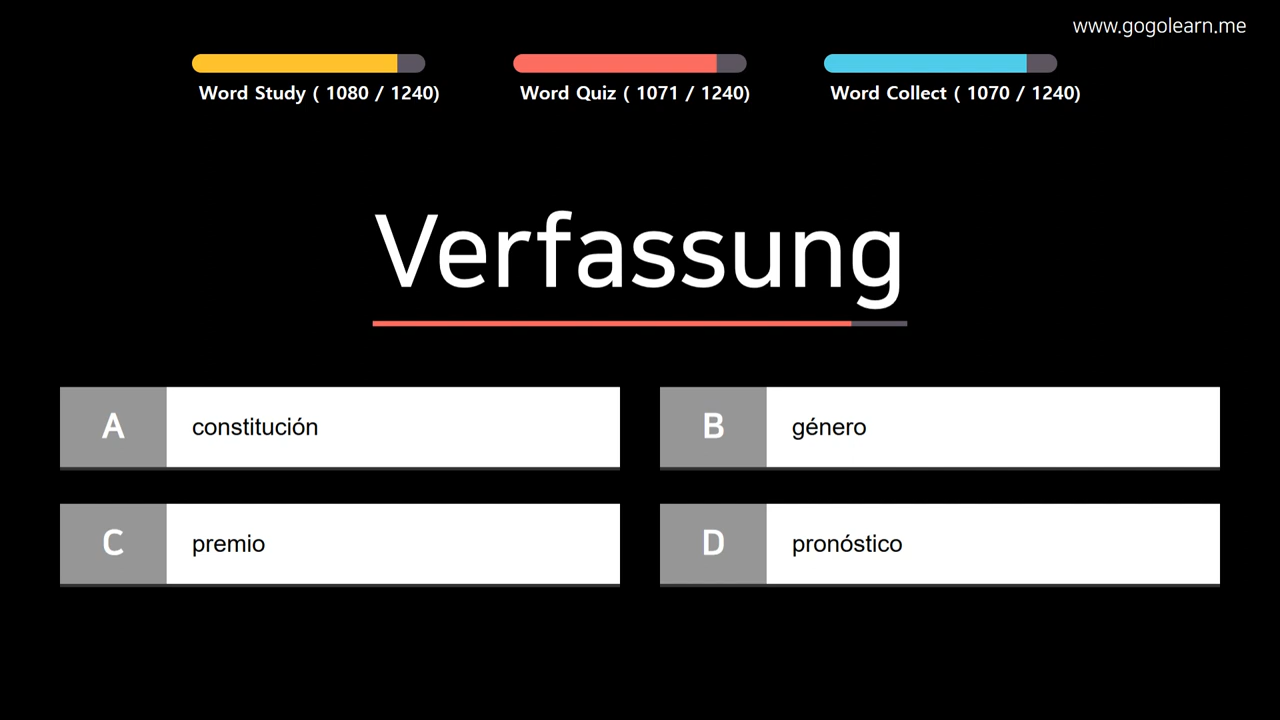 www.gogolearn.me
Word Study ( 1080 / 1240)
Word Quiz ( 1071 / 1240)
Word Collect ( 1070 / 1240)
Verfassung
A constitución
B género
C premio
D pronóstico